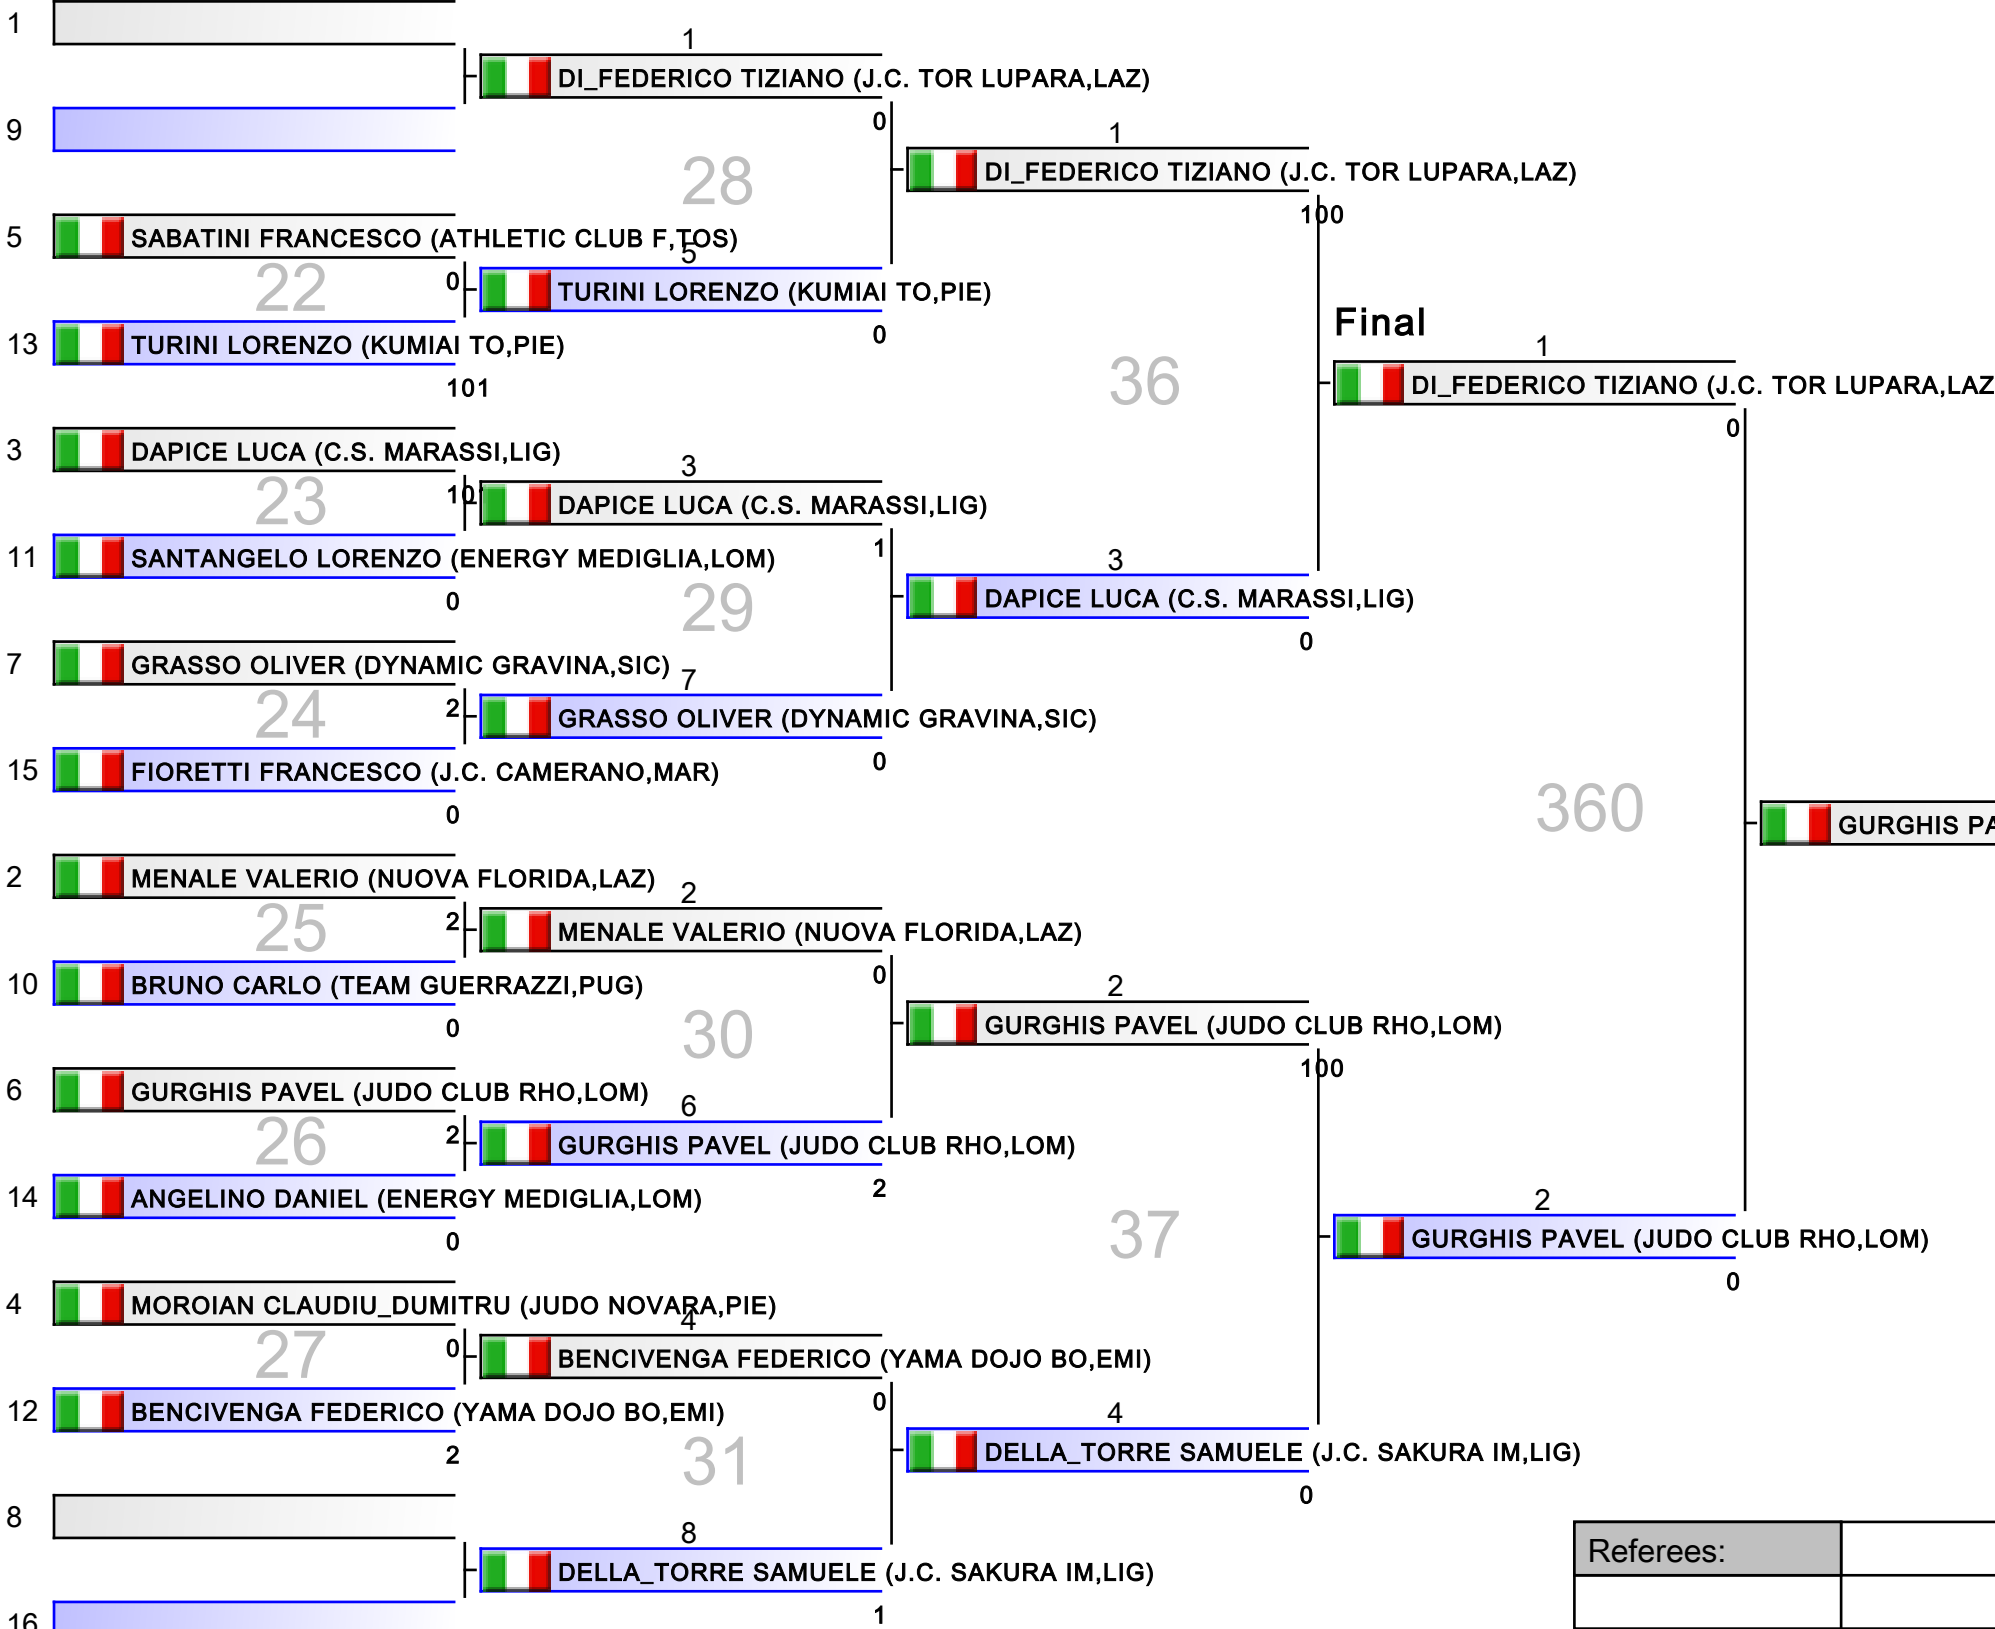 1
1
DI_FEDERICO TIZIANO (J.C. TOR LUPARA,LAZ)
0
9
1
DI_FEDERICO TIZIANO (J.C. TOR LUPARA,LAZ)
100
28
5
SABATINI FRANCESCO (ATHLETIC CLUB F,TOS)
0
22
5
TURINI LORENZO (KUMIAI TO,PIE)
0
13
TURINI LORENZO (KUMIAI TO,PIE)
101
Final
1
DI_FEDERICO TIZIANO (J.C. TOR LUPARA,LAZ
0
36
3
DAPICE LUCA (C.S. MARASSI,LIG)
23
3
DAPICE LUCA (C.S. MARASSI,LIG)
1
11
SANTANGELO LORENZO (ENERGY MEDIGLIA,LOM)
0
29
3
DAPICE LUCA (C.S. MARASSI,LIG)
0
7
GRASSO OLIVER (DYNAMIC GRAVINA,SIC)
2
24
7
GRASSO OLIVER (DYNAMIC GRAVINA,SIC)
0
15
FIORETTI FRANCESCO (J.C. CAMERANO,MAR)
0
360
GURGHIS PA
2
MENALE VALERIO (NUOVA FLORIDA,LAZ)
2
25
2
MENALE VALERIO (NUOVA FLORIDA,LAZ)
0
10
BRUNO CARLO (TEAM GUERRAZZI,PUG)
0
30
2
GURGHIS PAVEL (JUDO CLUB RHO,LOM)
100
6
GURGHIS PAVEL (JUDO CLUB RHO,LOM)
2
26
6
GURGHIS PAVEL (JUDO CLUB RHO,LOM)
2
14
ANGELINO DANIEL (ENERGY MEDIGLIA,LOM)
0
37
2
GURGHIS PAVEL (JUDO CLUB RHO,LOM)
0
4
MOROIAN CLAUDIU_DUMITRU (JUDO NOVARA,PIE)
0
27
4
BENCIVENGA FEDERICO (YAMA DOJO BO,EMI)
0
12
BENCIVENGA FEDERICO (YAMA DOJO BO,EMI)
2
31
4
DELLA_TORRE SAMUELE (J.C. SAKURA IM,LIG)
0
8
8
DELLA_TORRE SAMUELE (J.C. SAKURA IM,LIG)
1
16
Referees: